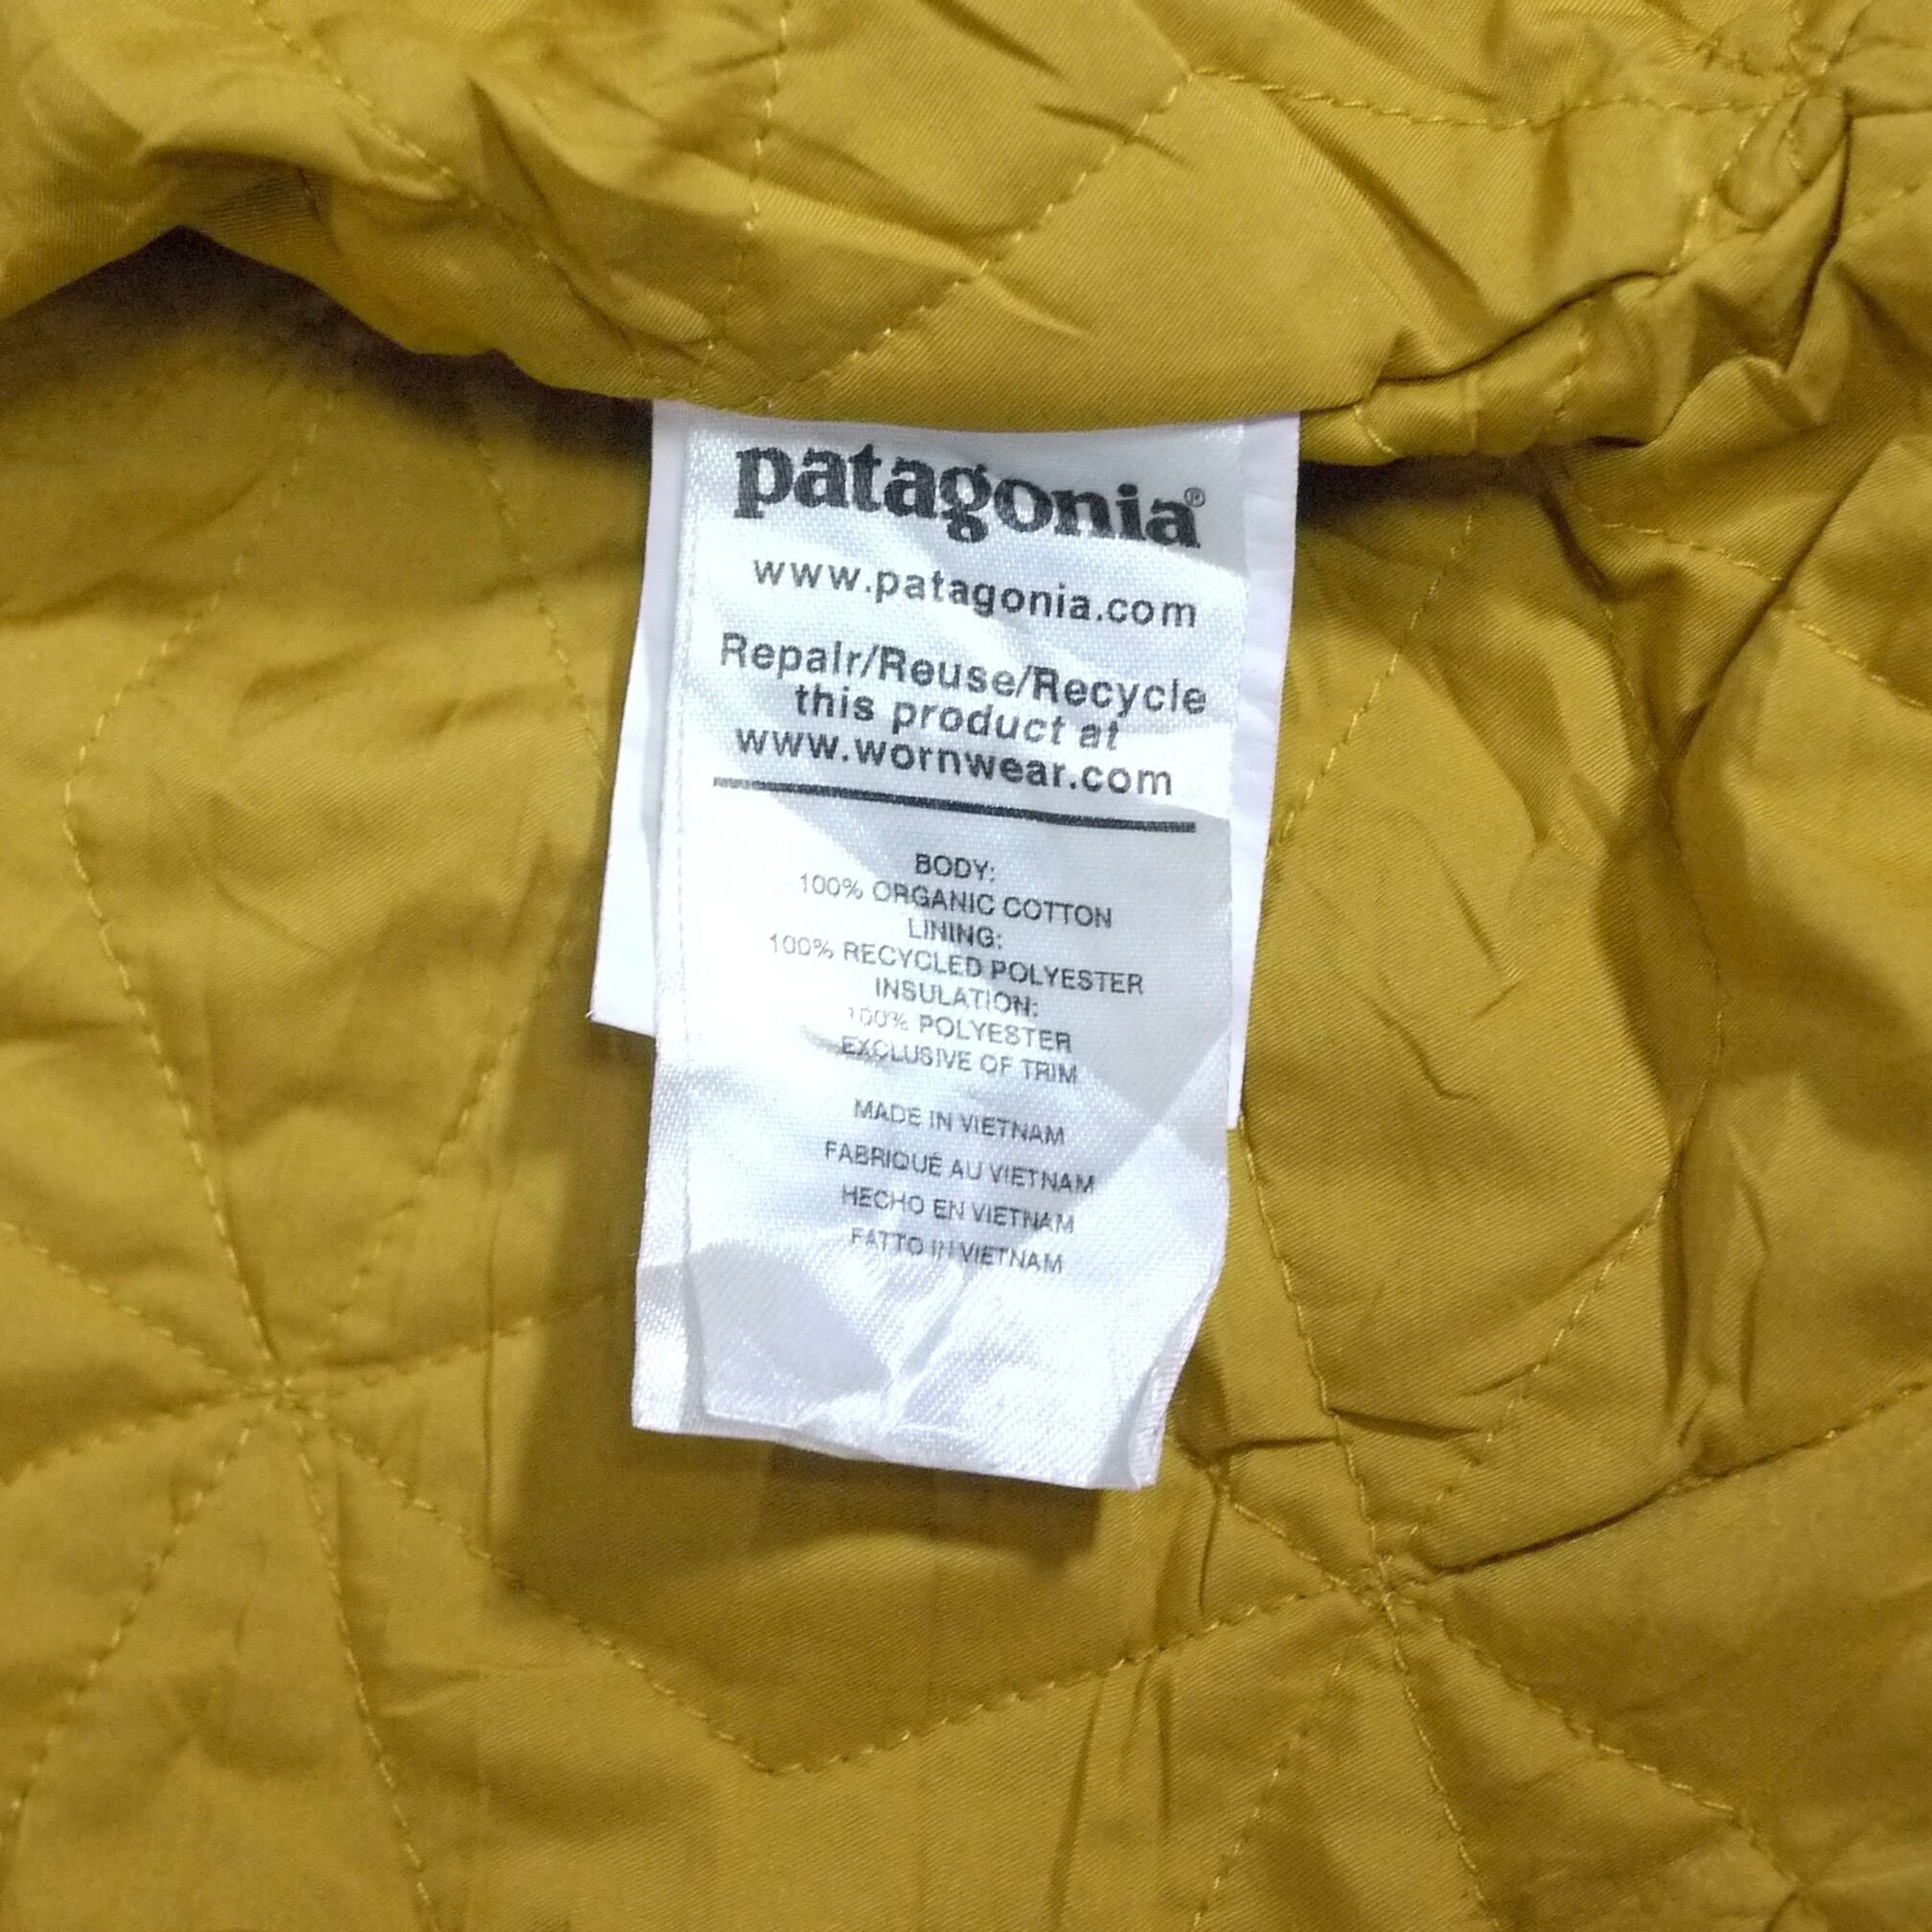 patagonia®
www.patagonia.com
Repair/Reuse/Recycle
this product at
www.wornwear.com
BODY:
100% ORGANIC COTTON
LINING:
100% RECYCLED POLYESTER
INSULATION:
100% POLYESTER
EXCLUSIVE OF TRIM
MADE IN VIETNAM
FABRIQUÉ AU VIETNAM
HECHO EN VIETNAM
FATTO IN VIETNAM